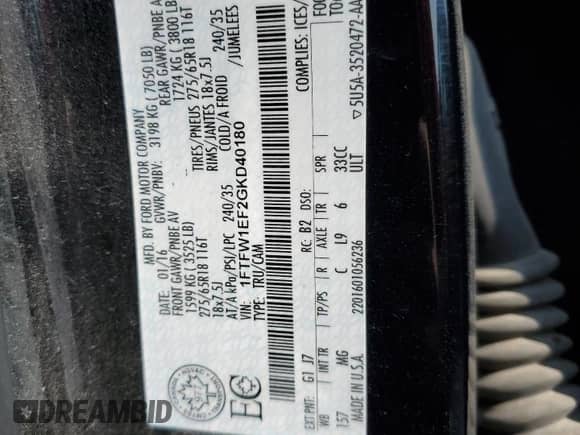 MFD. BY FORD MOTOR COMPANY
DATE: 01/16 GVWR/PNBV: 3198 KG ( 7050 LB)
FRONT GAWR/PNBE AV REAR GAWR/PNBE A
1599 KG ( 3525 LB) 1724 KG ( 3800 LB
275/65R18 116T TIRES/PNEUS 275/65R18 116T
18x7.5J RIMS/JANTES 18x7.5J
AT/A kPa/PSI/LPC 240/35 COLD/A FROID 240/35
VIN: 1FTFW1EF2GKD40180 /JUMELEES
TYPE: TRU/CAM
COMPLIES: ICES/
EC
EXT PNT: G1 J7 RC: B2 DSO: FOC
WB INT TR TP/PS R AXLE TR SPR
157 MG C L9 6 33CC
ULT
MADE IN U.S.A. 2201601056236 ▽5U5A-3520472-AA
DREAMBID